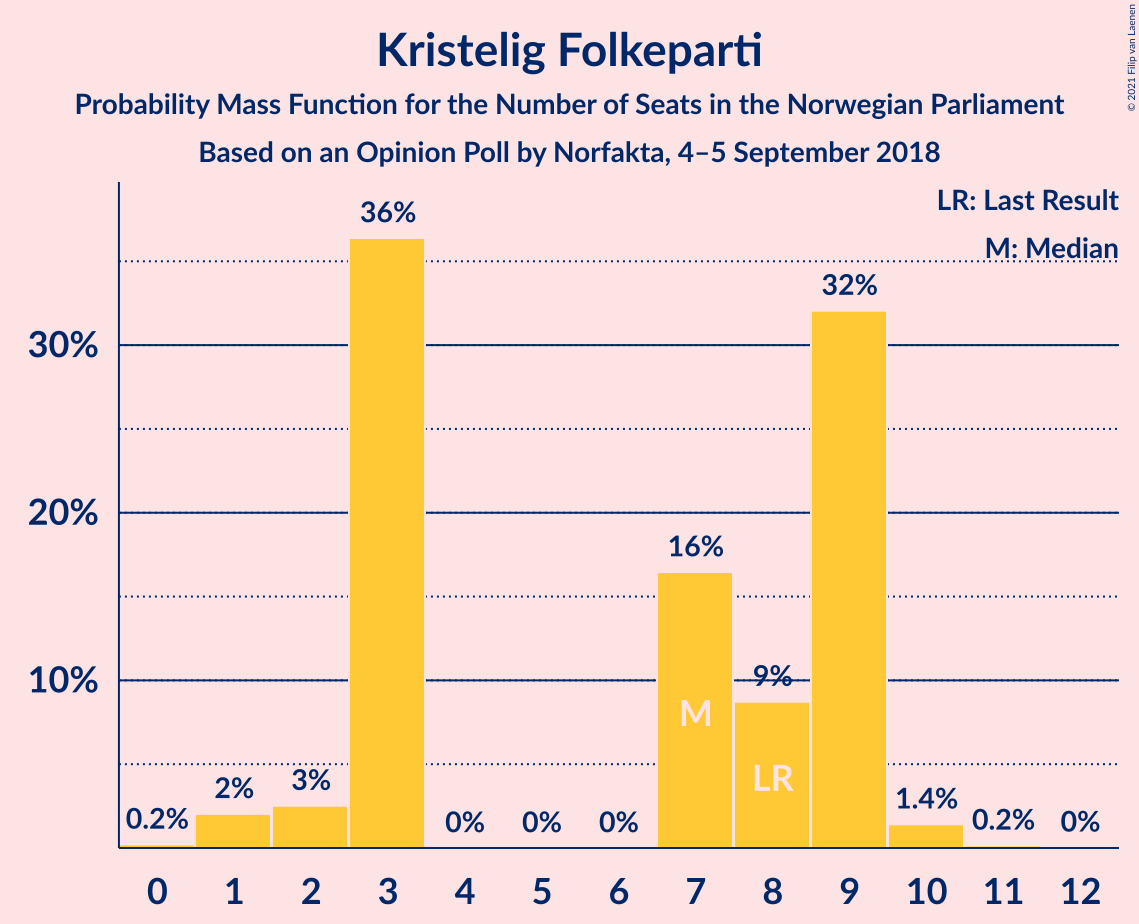 Kristelig Folkeparti
Probability Mass Function for the Number of Seats in the Norwegian Parliament
Based on an Opinion Poll by Norfakta, 4–5 September 2018
© 2021 Filip van Laenen
LR: Last Result
M: Median
36%
32%
30%
20%
16%
10%
9%
M
LR
0.2%
2%
3%
0%
0%
0%
1.4%
0.2%
0%
0 1 2 3 4 5 6 7 8 9 10 11 12